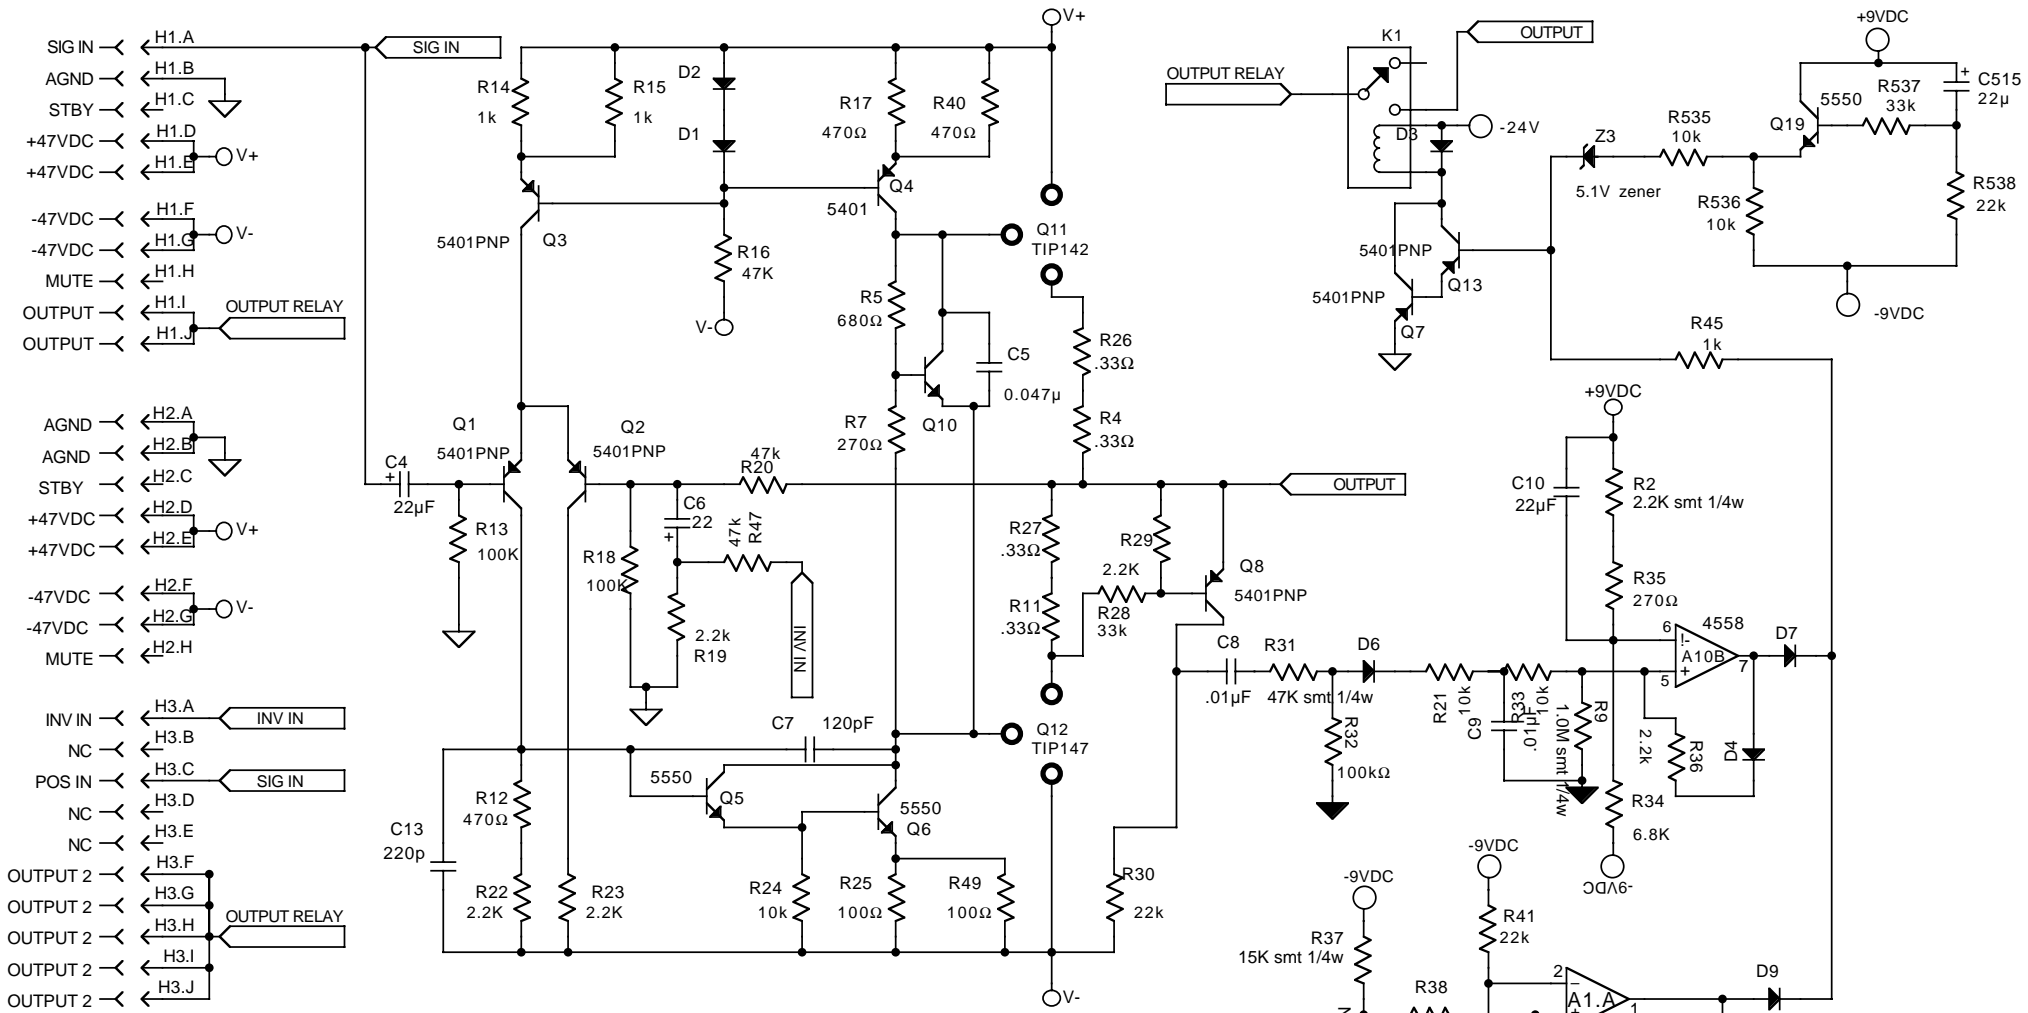 SIG IN H1.A
AGND H1.B
STBY H1.C
+47VDC H1.D
+47VDC H1.E
V+
-47VDC H1.F
-47VDC H1.G
V-
MUTE H1.H
OUTPUT H1.I
OUTPUT H1.J
OUTPUT RELAY
AGND H2.A
AGND H2.B
STBY H2.C
+47VDC H2.D
+47VDC H2.E
V+
-47VDC H2.F
-47VDC H2.G
V-
MUTE H2.H
INV IN H3.A
INV IN
NC H3.B
POS IN H3.C
SIG IN
NC H3.D
NC H3.E
OUTPUT 2 H3.F
OUTPUT 2 H3.G
OUTPUT 2 H3.H
OUTPUT RELAY
OUTPUT 2 H3.I
OUTPUT 2 H3.J
SIG IN
V+
R14
1k
R15
1k
D2
D1
R17
470Ω
R40
470Ω
Q3
5401PNP
Q4
5401
R16
47K
V-
R5
680Ω
Q11
TIP142
R26
.33Ω
C5
0.047µ
Q10
R7
270Ω
R4
.33Ω
Q1
5401PNP
Q2
5401PNP
C4
+
22µF
R13
100K
47k
R20
C6
22
+
47k
R47
R18
100K
2.2k
R19
INV IN
OUTPUT
R27
.33Ω
R11
.33Ω
R29
2.2K
R28
33k
Q8
5401PNP
C7
120pF
Q12
TIP147
5550
Q5
5550
Q6
R12
470Ω
C13
220p
R22
2.2K
R23
2.2K
R24
10k
R25
100Ω
R49
100Ω
R30
22k
V-
K1
OUTPUT
OUTPUT RELAY
D3
-24V
5401PNP
Q13
5401PNP
Q7
Z3
5.1V zener
R535
10k
R536
10k
+9VDC
5550
Q19
R537
33k
+
C515
22µ
R538
22k
-9VDC
R45
1k
+9VDC
C10
22µF
R2
2.2K smt 1/4w
R35
270Ω
4558
6
!-
A10B
+
5
7
D7
C8
.01µF
R31
47K smt 1/4w
D6
R32
100kΩ
R21
10k
R33
10k
C9
.01µF
R9
1.0M smt 1/4w
2.2k
R36
D4
R34
6.8K
-9VDC
-9VDC
R37
15K smt 1/4w
-9VDC
R41
22k
R38
2
−
A1.A
+
1
D9